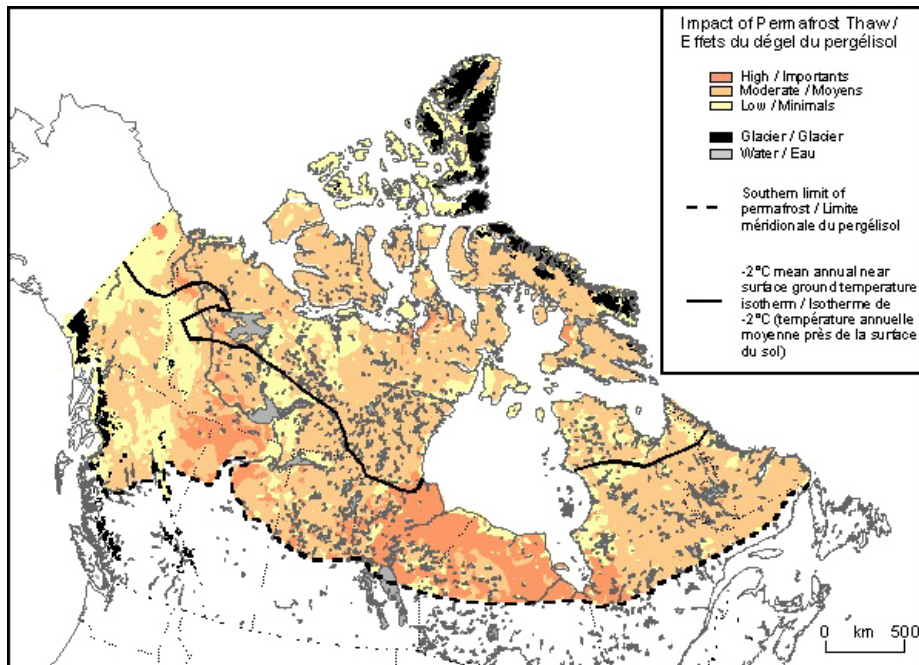 Impact of Permafrost Thaw /
Effets du dégel du pergélisol
High / Importants
Moderate / Moyens
Low / Minimals
Glacier / Glacier
Water / Eau
Southern limit of
permafrost / Limite
méridionale du pergélisol
-2°C mean annual near
surface ground temperature
isotherm / Isotherme de
-2°C (température annuelle
moyenne près de la surface
du sol)
0 km 500